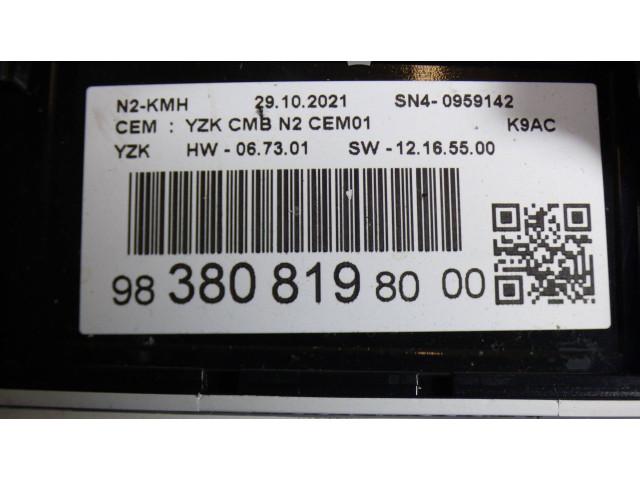 N2-KMH 29.10.2021 SN4- 0959142
CEM : YZK CMB N2 CEM01 K9AC
YZK HW - 06.73.01 SW - 12.16.55.00
98 380 819 80 00